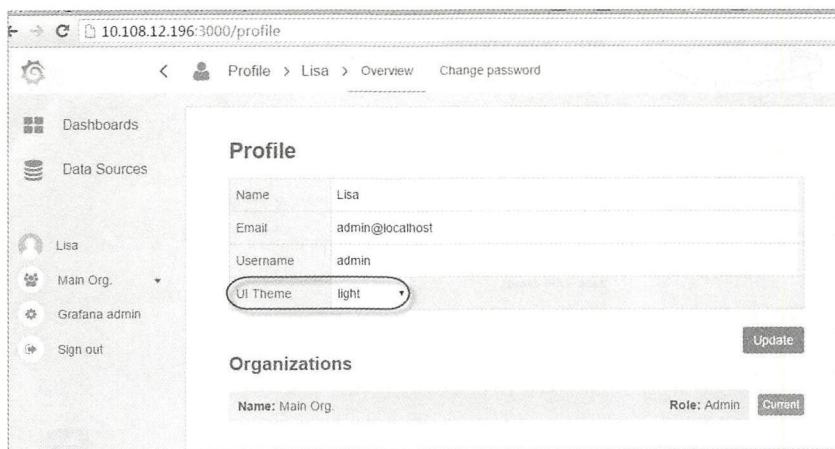 10.108.12.196:3000/profile
Profile > Lisa > Overview Change password
Dashboards
Data Sources
Lisa
Main Org.
Grafana admin
Sign out
Profile
Name Lisa
Email admin@localhost
Username admin
UI Theme light
Update
Organizations
Name: Main Org. Role: Admin Current